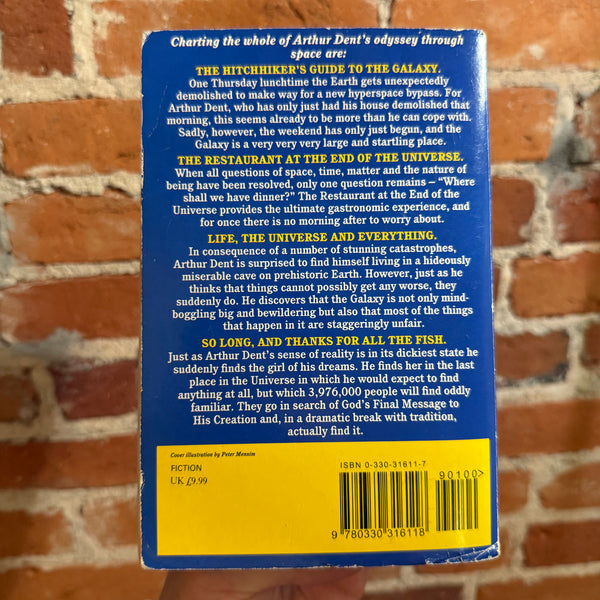 Charting the whole of Arthur Dent's odyssey through
space are:
THE HITCHHIKER'S GUIDE TO THE GALAXY.
One Thursday lunchtime the Earth gets unexpectedly
demolished to make way for a new hyperspace bypass. For
Arthur Dent, who has only just had his house demolished that
morning, this seems already to be more than he can cope with.
Sadly, however, the weekend has only just begun, and the
Galaxy is a very very very large and startling place.
THE RESTAURANT AT THE END OF THE UNIVERSE.
When all questions of space, time, matter and the nature of
being have been resolved, only one question remains – "Where
shall we have dinner?" The Restaurant at the End of the
Universe provides the ultimate gastronomic experience, and
for once there is no morning after to worry about.
LIFE, THE UNIVERSE AND EVERYTHING.
In consequence of a number of stunning catastrophes,
Arthur Dent is surprised to find himself living in a hideously
miserable cave on prehistoric Earth. However, just as he
thinks that things cannot possibly get any worse, they
suddenly do. He discovers that the Galaxy is not only mind-
boggling big and bewildering but also that most of the things
that happen in it are staggeringly unfair.
SO LONG, AND THANKS FOR ALL THE FISH.
Just as Arthur Dent's sense of reality is in its dickiest state he
suddenly finds the girl of his dreams. He finds her in the last
place in the Universe in which he would expect to find
anything at all, but which 3,976,000 people will find oddly
familiar. They go in search of God's Final Message to
His Creation and, in a dramatic break with tradition,
actually find it.
Cover illustration by Peter Mennim
FICTION
UK £9.99
ISBN 0-330-31611-7
90100>
9 780330 316118